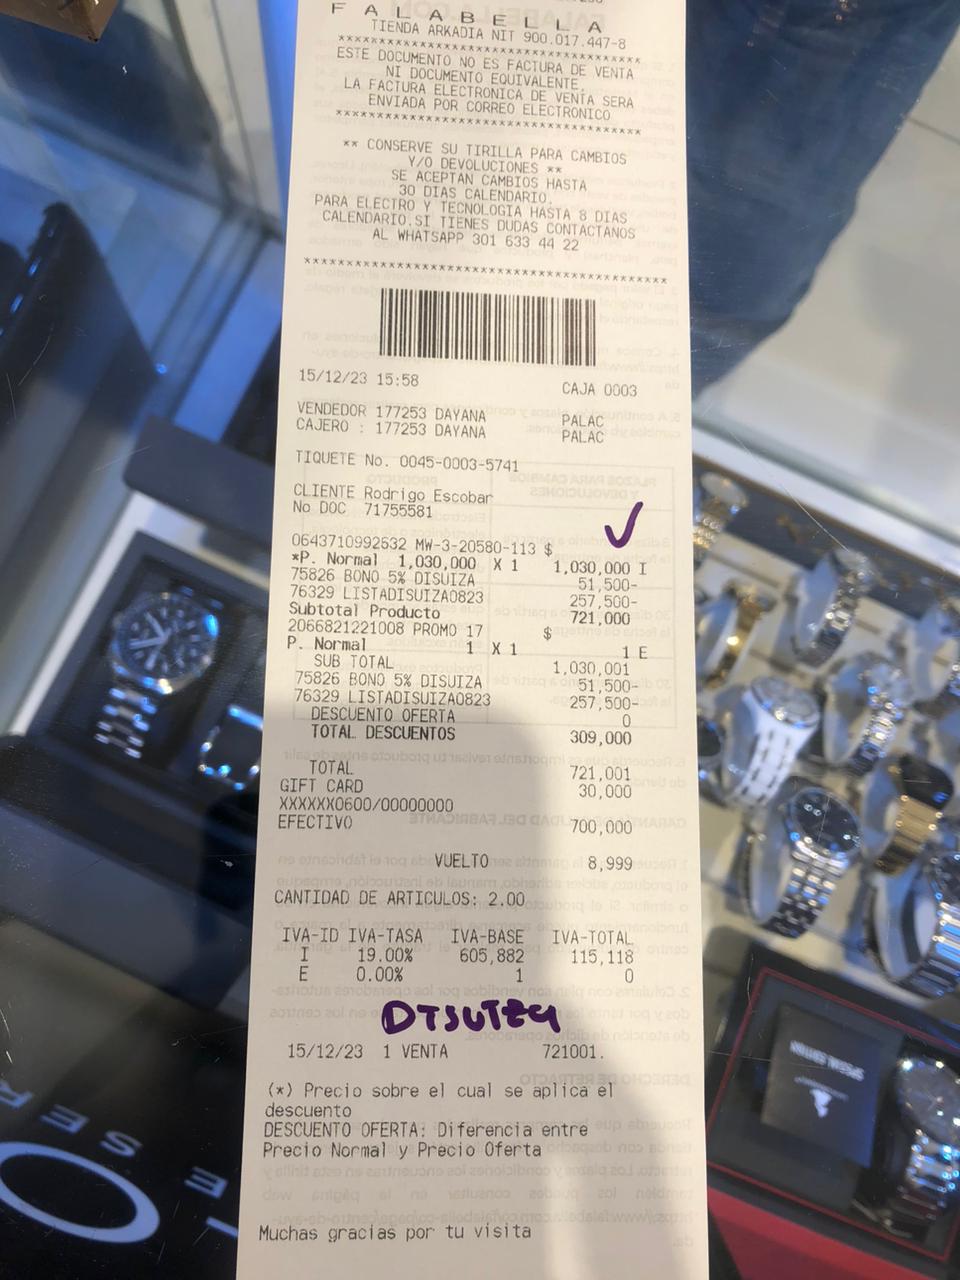 FALABELLA
TIENDA ARKADIA NIT 900.017.447-8
****************************************
ESTE DOCUMENTO NO ES FACTURA DE VENTA
NI DOCUMENTO EQUIVALENTE.
LA FACTURA ELECTRONICA DE VENTA SERA
ENVIADA POR CORREO ELECTRONICO
****************************************
** CONSERVE SU TIRILLA PARA CAMBIOS
Y/O DEVOLUCIONES **
SE ACEPTAN CAMBIOS HASTA
30 DIAS CALENDARIO.
PARA ELECTRO Y TECNOLOGIA HASTA 8 DIAS
CALENDARIO.SI TIENES DUDAS CONTACTANOS
AL WHATSAPP 301 633 44 22
****************************************
15/12/23 15:58 CAJA 0003
VENDEDOR 177253 DAYANA PALAC
CAJERO : 177253 DAYANA PALAC
TIQUETE No. 0045-0003-5741
CLIENTE Rodrigo Escobar
No DOC 71755581
0643710992632 MW-3-20580-113 $
*P. Normal 1,030,000 X 1 1,030,000 I
75826 BONO 5% DISUIZA 51,500-
76329 LISTADISUIZA0823 257,500-
Subtotal Producto 721,000
2066821221008 PROMO 17 $
P. Normal 1 X 1 1 E
SUB TOTAL 1,030,001
75826 BONO 5% DISUIZA 51,500-
76329 LISTADISUIZA0823 257,500-
DESCUENTO OFERTA 0
TOTAL DESCUENTOS 309,000
TOTAL 721,001
GIFT CARD 30,000
XXXXXX0600/00000000
EFECTIVO 700,000
VUELTO 8,999
CANTIDAD DE ARTICULOS: 2.00
IVA-ID IVA-TASA IVA-BASE IVA-TOTAL
I 19.00% 605,882 115,118
E 0.00% 1 0
15/12/23 1 VENTA 721001.
(*) Precio sobre el cual se aplica el
descuento
DESCUENTO OFERTA: Diferencia entre
Precio Normal y Precio Oferta
Muchas gracias por tu visita
SPECIAL EDITION